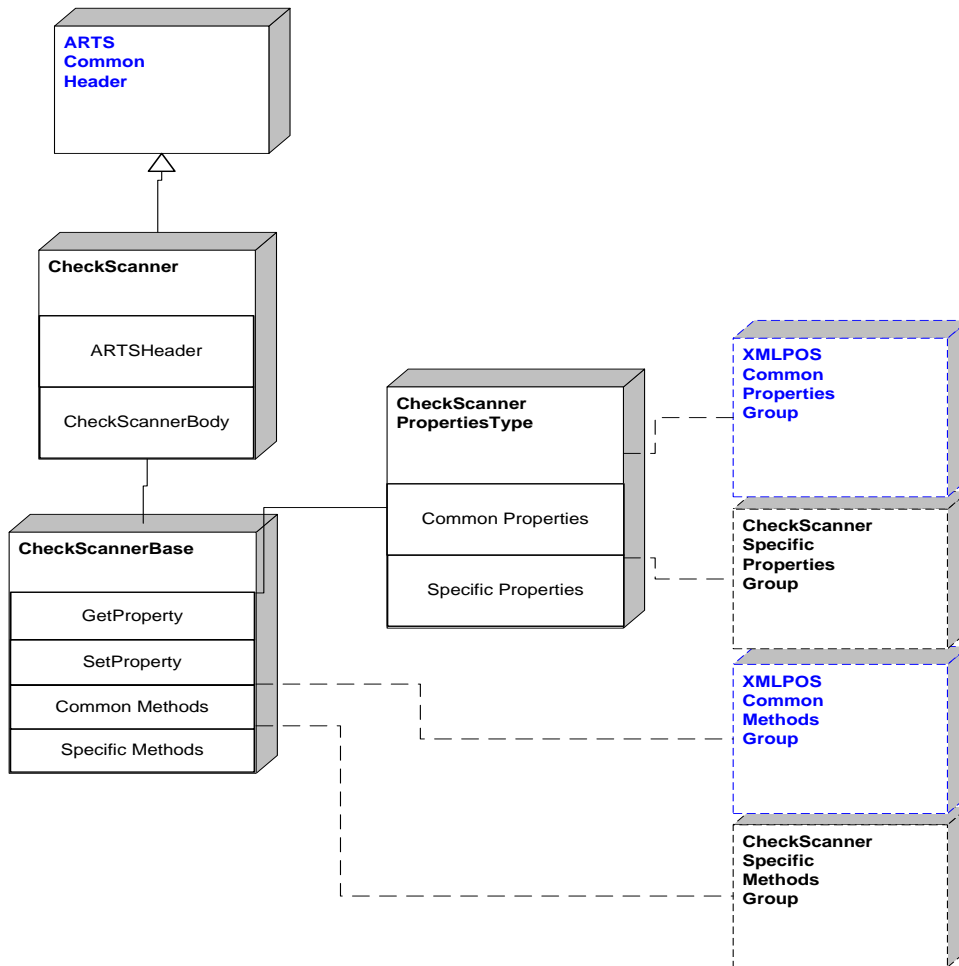 ARTS
Common
Header
CheckScanner
ARTSHeader
CheckScannerBody
CheckScannerBase
GetProperty
SetProperty
Common Methods
Specific Methods
CheckScanner
PropertiesType
Common Properties
Specific Properties
XMLPOS
Common
Properties
Group
CheckScanner
Specific
Properties
Group
XMLPOS
Common
Methods
Group
CheckScanner
Specific
Methods
Group